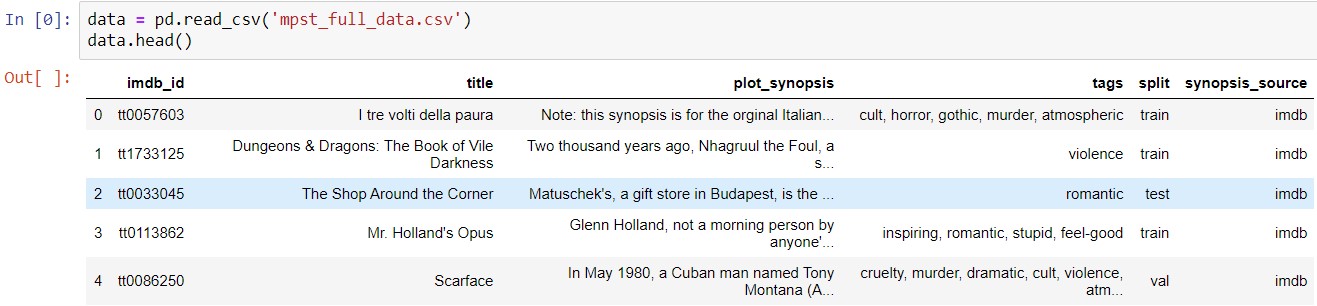 In [0]: data = pd.read_csv('mpst_full_data.csv')
data.head()
Out[ ]:
imdb_id title plot_synopsis tags split synopsis_source
0 tt0057603 I tre volti della paura Note: this synopsis is for the orginal Italian... cult, horror, gothic, murder, atmospheric train imdb
1 tt1733125 Dungeons & Dragons: The Book of Vile Darkness Two thousand years ago, Nhagruul the Foul, a s... violence train imdb
2 tt0033045 The Shop Around the Corner Matuschek's, a gift store in Budapest, is the ... romantic test imdb
3 tt0113862 Mr. Holland's Opus Glenn Holland, not a morning person by anyone'... inspiring, romantic, stupid, feel-good train imdb
4 tt0086250 Scarface In May 1980, a Cuban man named Tony Montana (A... cruelty, murder, dramatic, cult, violence, atm... val imdb